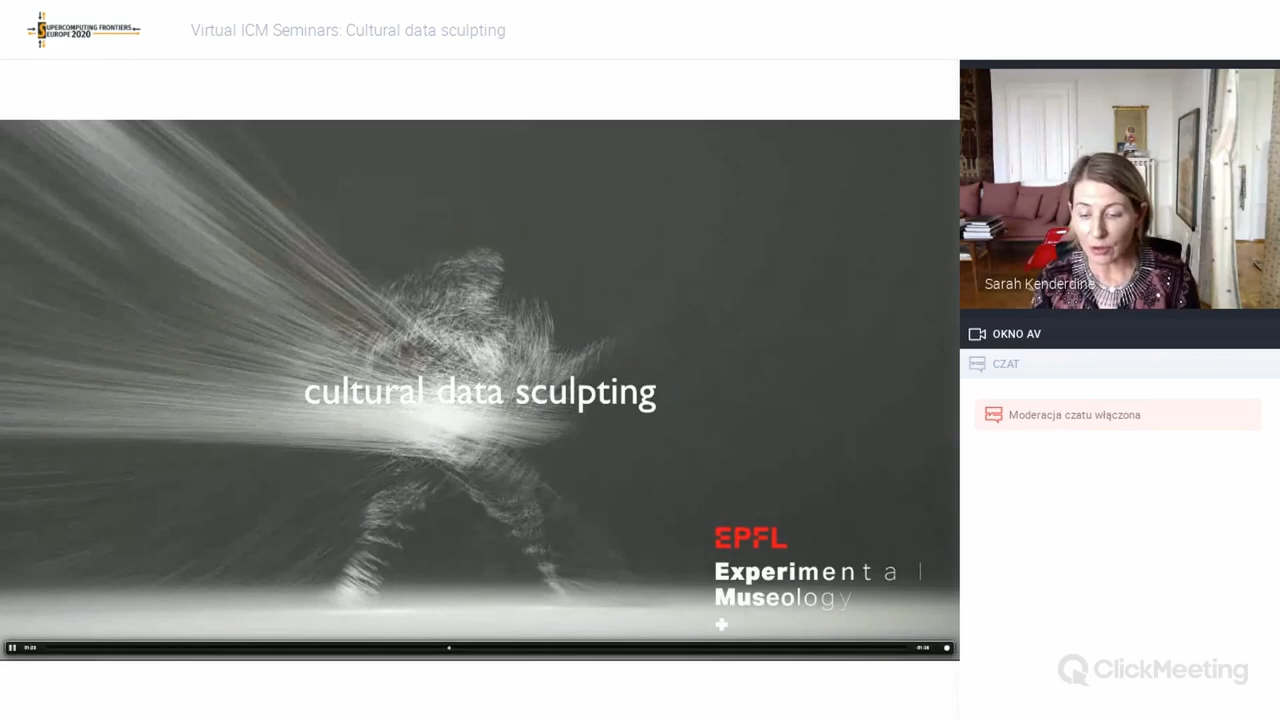 SUPERCOMPUTING FRONTIERS
EUROPE 2020
Virtual ICM Seminars: Cultural data sculpting
Sarah Kenderdine
OKNO AV
CZAT
Moderacja czatu włączona
cultural data sculpting
EPFL
Experimental
Museology
+
ClickMeeting